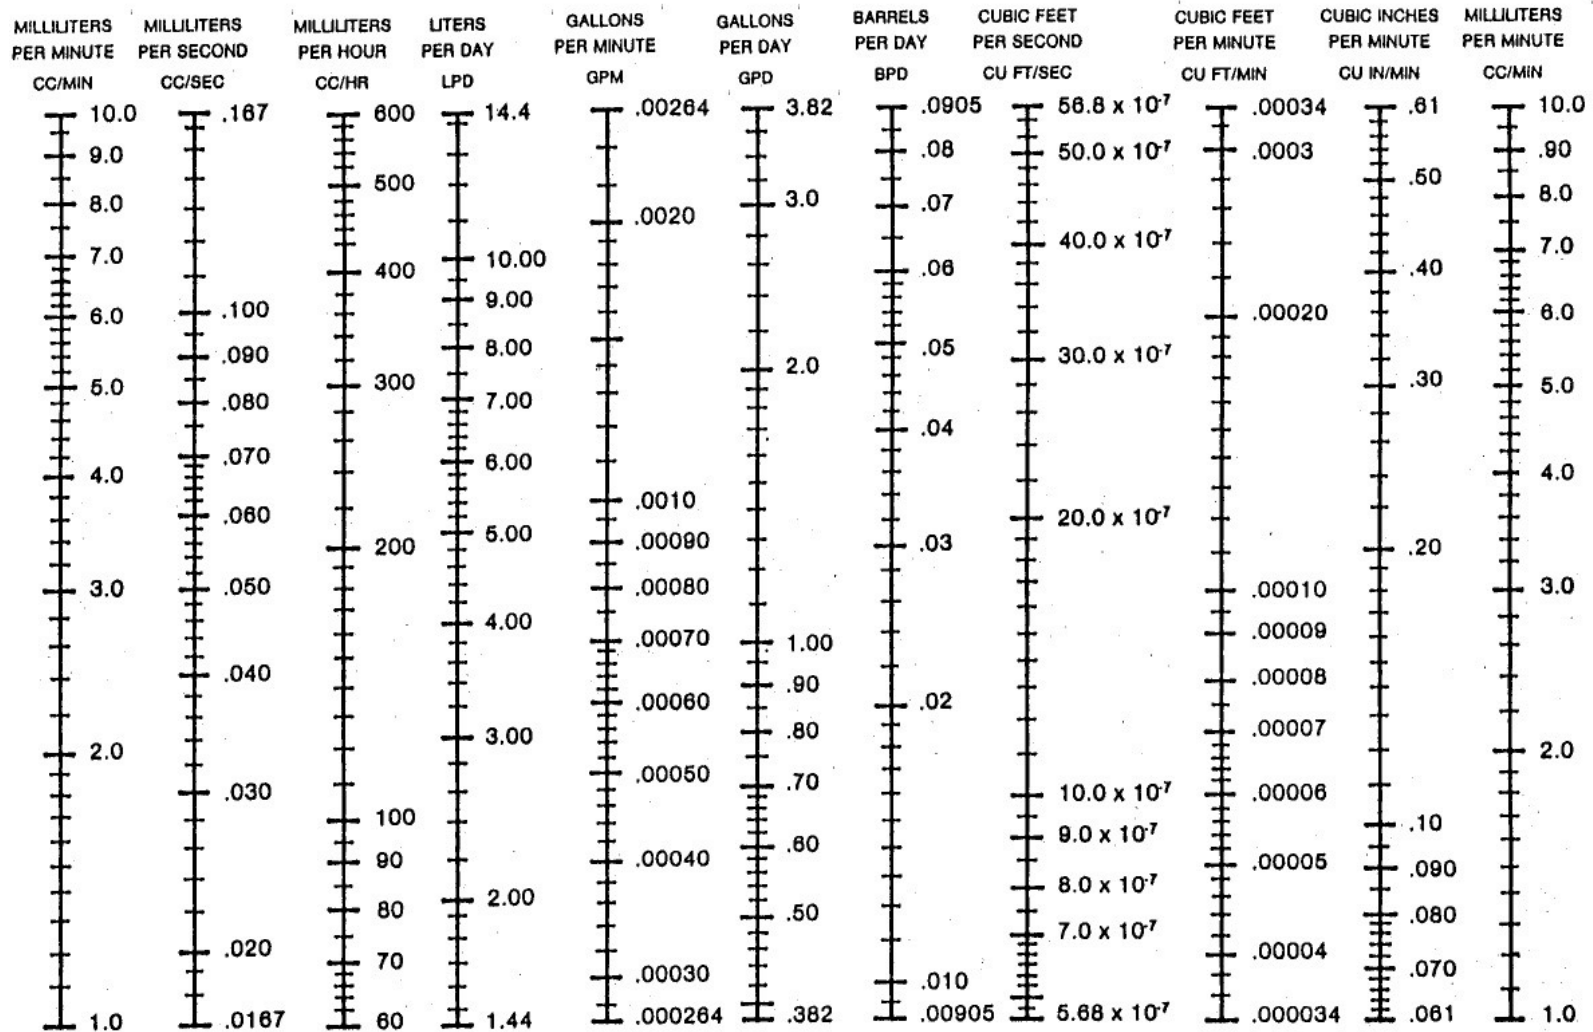 MILLILITERS
PER MINUTE
CC/MIN
10.0
9.0
8.0
7.0
6.0
5.0
4.0
3.0
2.0
1.0
MILLILITERS
PER SECOND
CC/SEC
.167
.100
.090
.080
.070
.060
.050
.040
.030
.020
.0167
MILLILITERS
PER HOUR
CC/HR
600
500
400
300
200
100
90
80
70
60
LITERS
PER DAY
LPD
14.4
10.00
9.00
8.00
7.00
6.00
5.00
4.00
3.00
2.00
1.44
GALLONS
PER MINUTE
GPM
.00264
.0020
.0010
.00090
.00080
.00070
.00060
.00050
.00040
.00030
.000264
GALLONS
PER DAY
GPD
3.82
3.0
2.0
1.00
.90
.80
.70
.60
.50
.382
BARRELS
PER DAY
BPD
.0905
.08
.07
.06
.05
.04
.03
.02
.010
.00905
CUBIC FEET
PER SECOND
CU FT/SEC
56.8 x 10⁻⁷
50.0 x 10⁻⁷
40.0 x 10⁻⁷
30.0 x 10⁻⁷
20.0 x 10⁻⁷
10.0 x 10⁻⁷
9.0 x 10⁻⁷
8.0 x 10⁻⁷
7.0 x 10⁻⁷
5.68 x 10⁻⁷
CUBIC FEET
PER MINUTE
CU FT/MIN
.00034
.0003
.00020
.00010
.00009
.00008
.00007
.00006
.00005
.00004
.000034
CUBIC INCHES
PER MINUTE
CU IN/MIN
.61
.50
.40
.30
.20
.10
.090
.080
.070
.061
MILLILITERS
PER MINUTE
CC/MIN
10.0
.90
8.0
7.0
6.0
5.0
4.0
3.0
2.0
1.0